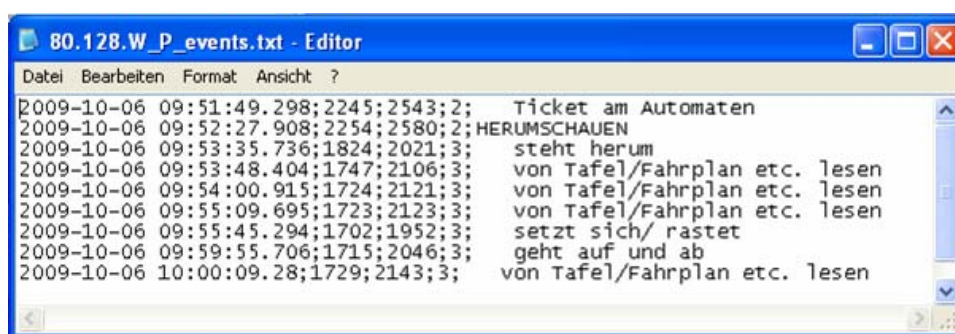 80.128.W_P_events.txt - Editor
Datei Bearbeiten Format Ansicht ?
2009-10-06 09:51:49.298;2245;2543;2; Ticket am Automaten
2009-10-06 09:52:27.908;2254;2580;2;HERUMSCHAUEN
2009-10-06 09:53:35.736;1824;2021;3; steht herum
2009-10-06 09:53:48.404;1747;2106;3; von Tafel/Fahrplan etc. lesen
2009-10-06 09:54:00.915;1724;2121;3; von Tafel/Fahrplan etc. lesen
2009-10-06 09:55:09.695;1723;2123;3; von Tafel/Fahrplan etc. lesen
2009-10-06 09:55:45.294;1702;1952;3; setzt sich/ rastet
2009-10-06 09:59:55.706;1715;2046;3; geht auf und ab
2009-10-06 10:00:09.28;1729;2143;3; von Tafel/Fahrplan etc. lesen